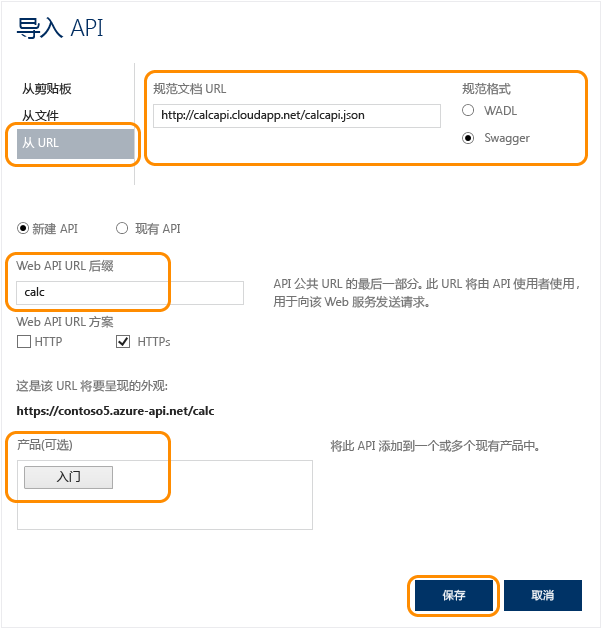 导入 API
从剪贴板
从文件
从 URL
规范文档 URL
http://calcapi.cloudapp.net/calcapi.json
规范格式
WADL
Swagger
新建 API
现有 API
Web API URL 后缀
calc
API 公共 URL 的最后一部分。此 URL 将由 API 使用者使用,
用于向该 Web 服务发送请求。
Web API URL 方案
HTTP
HTTPs
这是该 URL 将要呈现的外观:
https://contoso5.azure-api.net/calc
产品(可选)
入门
将此 API 添加到一个或多个现有产品中。
保存
取消